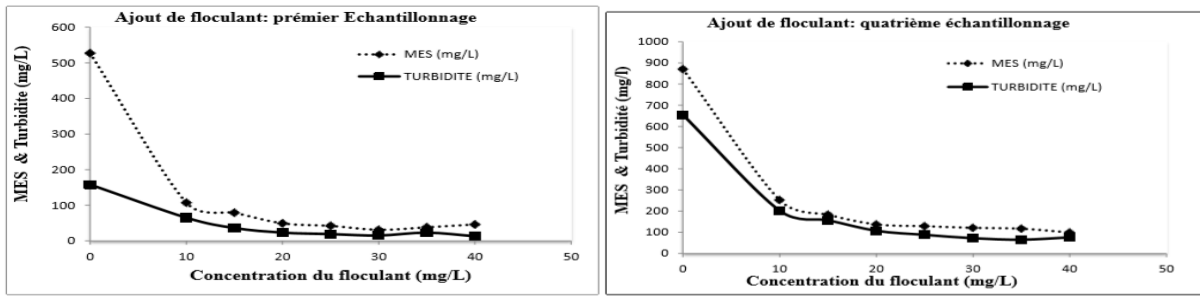 Ajout de floculant: prémier Echantillonnage
MES & Turbidite (mg/L)
600
500
400
300
200
100
0
MES (mg/L)
TURBIDITE (mg/L)
0 10 20 30 40 50
Concentration du floculant (mg/L)
Ajout de floculant: quatrième échantillonnage
MES & Turbidité (mg/l)
1000
900
800
700
600
500
400
300
200
100
0
MES (mg/L)
TURBIDITE (mg/L)
0 10 20 30 40 50
Concentration du floculant (mg/L)